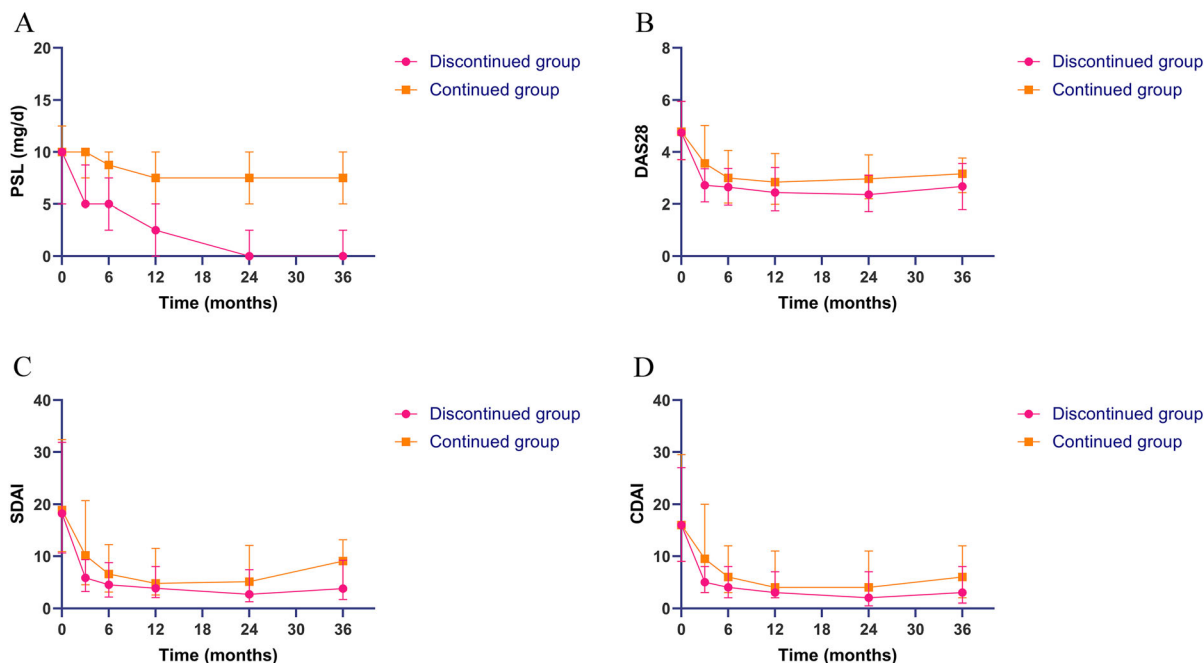 A
PSL (mg/d)
20
15
10
5
0
0 6 12 18 24 30 36
Time (months)
Discontinued group
Continued group
B
DAS28
8
6
4
2
0
0 6 12 18 24 30 36
Time (months)
Discontinued group
Continued group
C
SDAI
40
30
20
10
0
0 6 12 18 24 30 36
Time (months)
Discontinued group
Continued group
D
CDAI
40
30
20
10
0
0 6 12 18 24 30 36
Time (months)
Discontinued group
Continued group